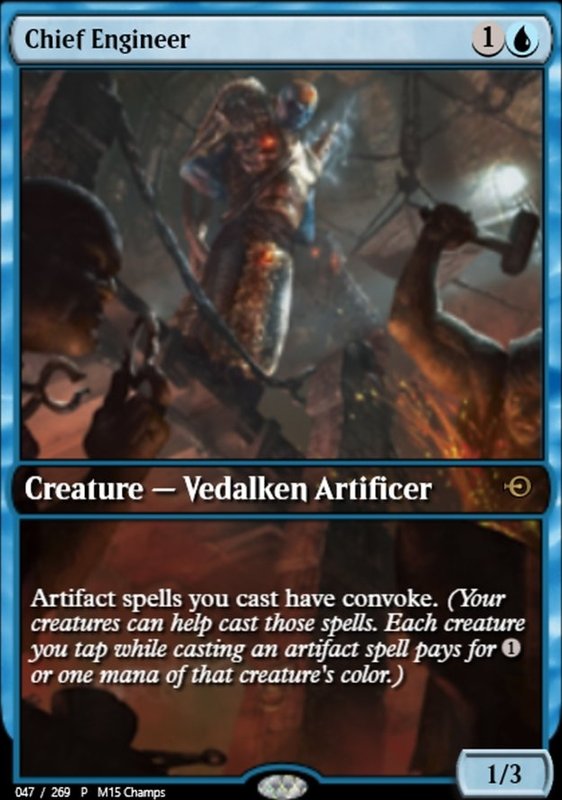 Chief Engineer 1
Creature — Vedalken Artificer
Artifact spells you cast have convoke. (Your
creatures can help cast those spells. Each creature
you tap while casting an artifact spell pays for 1
or one mana of that creature's color.)
1/3
047 / 269 P M15 Champs